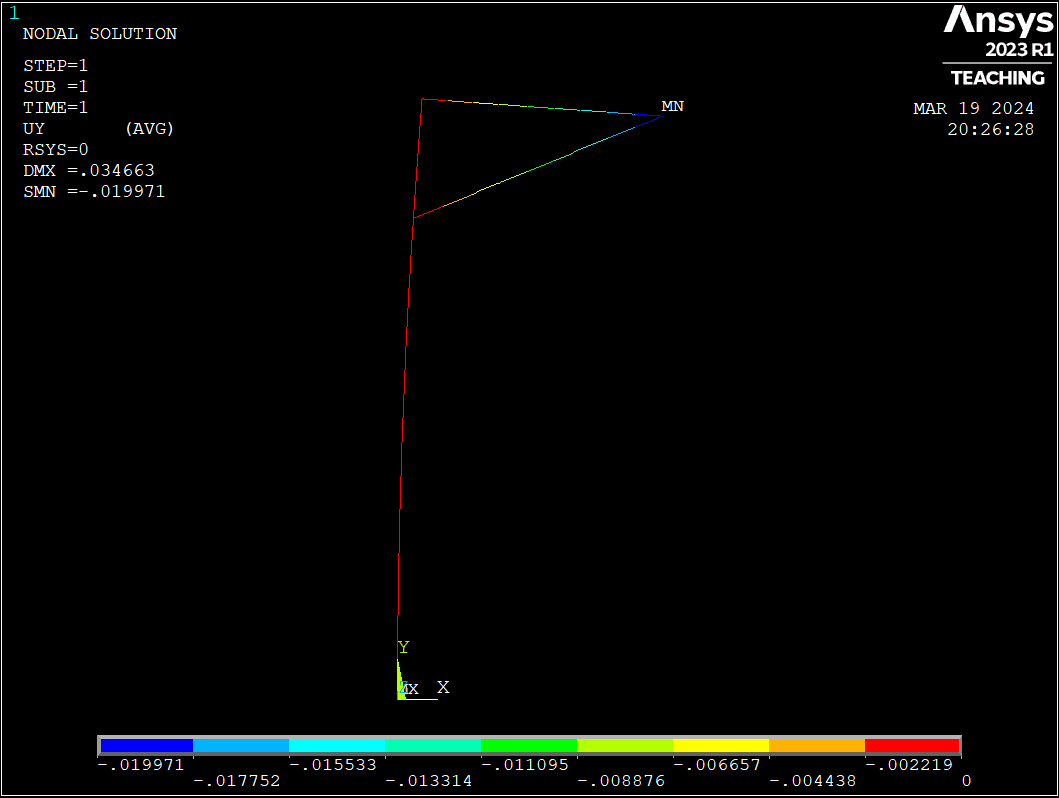 1
NODAL SOLUTION
STEP=1
SUB =1
TIME=1
UY (AVG)
RSYS=0
DMX =.034663
SMN =-.019971
Ansys
2023 R1
TEACHING
MAR 19 2024
20:26:28
MN
Y
Z MX X
-.019971 -.015533 -.011095 -.006657 -.002219
-.017752 -.013314 -.008876 -.004438 0